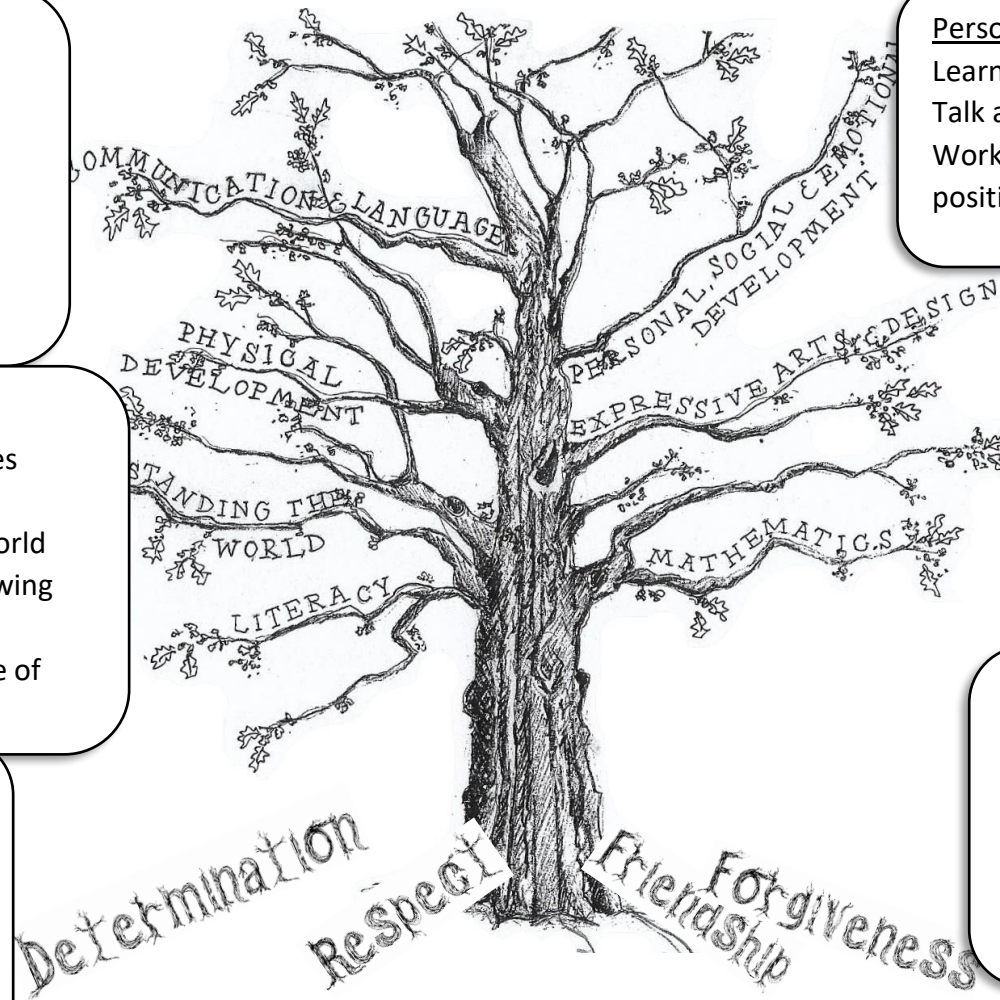 Perso
Learn
Talk a
Work
positi
OMMUNICATION & LANGUAGE
PERSONAL, SOCIAL & EMOTIONAL
DEVELOPMENT
PHYSICAL
DEVELOPMENT
EXPRESSIVE ARTS & DESIGN
es
orld
wing
e of
STANDING THE
WORLD
MATHEMATICS
LITERACY
Determination
Respect
Friendship
Forgiveness